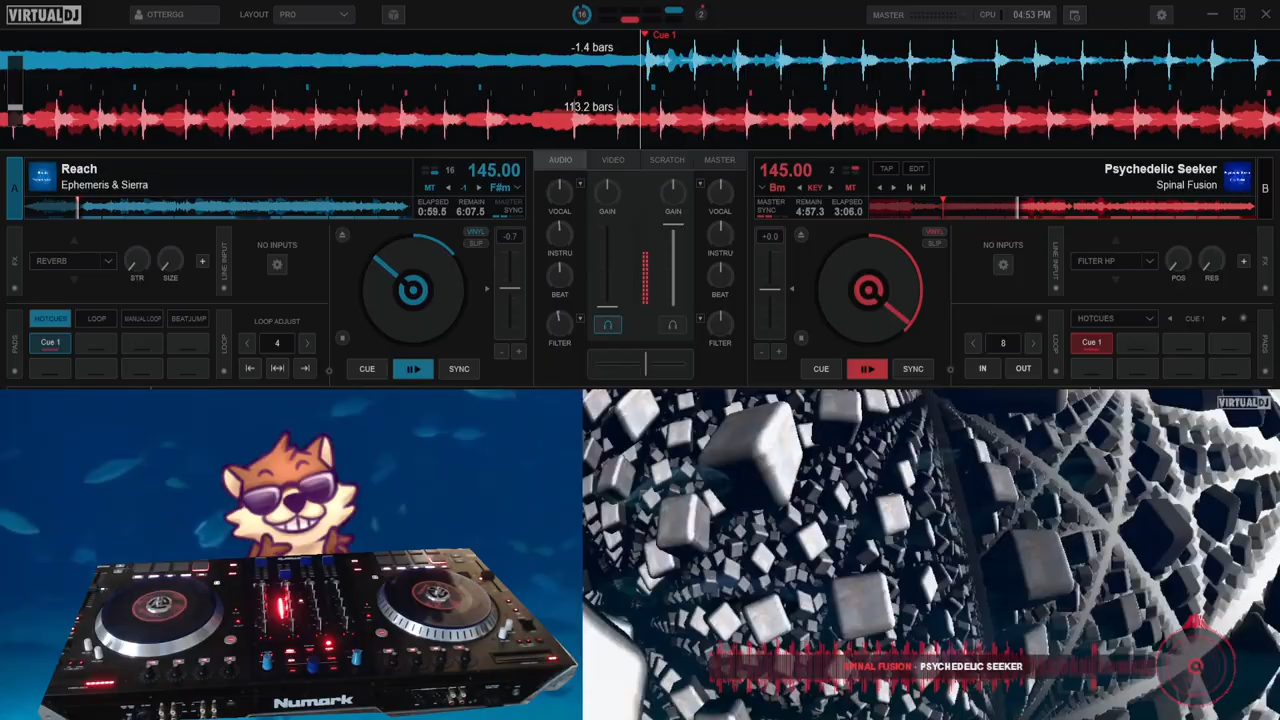 VIRTUALDJ
OTTERGG
LAYOUT
PRO
16
2
MASTER
CPU
04:53 PM
-1.4 bars
Cue 1
113.2 bars
A
Reach
Ephemeris & Sierra
16
145.00
MT
-1
F#m
ELAPSED
0:59.5
REMAIN
6:07.5
MASTER
SYNC
AUDIO
VIDEO
SCRATCH
MASTER
145.00
2
TAP
EDIT
Bm
KEY
MT
MASTER
SYNC
REMAIN
4:57.3
ELAPSED
3:06.0
Psychedelic Seeker
Spinal Fusion
B
VOCAL
GAIN
GAIN
VOCAL
INSTRU
INSTRU
BEAT
BEAT
FILTER
FILTER
FX
REVERB
STR
SIZE
LINE INPUT
NO INPUTS
VINYL
SLIP
-0.7
+0.0
VINYL
SLIP
NO INPUTS
LINE INPUT
FILTER HP
POS
RES
FX
PADS
HOTCUES
LOOP
MANUAL LOOP
BEATJUMP
Cue 1
LOOP
LOOP ADJUST
4
CUE
SYNC
CUE
SYNC
8
IN
OUT
LOOP
HOTCUES
CUE 1
Cue 1
PADS
Numark
VIRTUALDJ
SPINAL FUSION - PSYCHEDELIC SEEKER